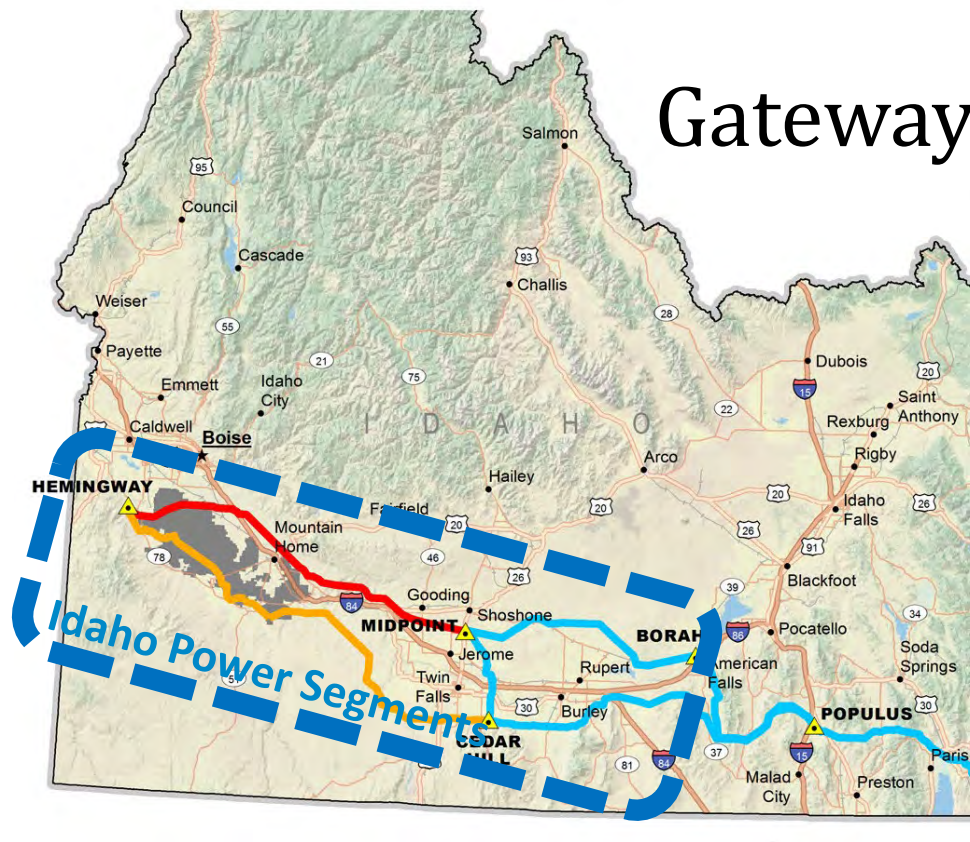 Gateway
Salmon
95
Council
Cascade
93
Challis
Weiser
28
55
Payette
21
75
Dubois
15
20
Emmett
Idaho
City
Saint
Anthony
22
Rexburg
Caldwell
Boise
I D A H O
Rigby
Arco
HEMINGWAY
Hailey
20
20
Idaho
Falls
26
Fairfield
20
Mountain
Home
26
91
78
46
26
Blackfoot
39
84
Gooding
Shoshone
34
MIDPOINT
BORAH
86
Pocatello
Idaho Power Segments
Jerome
Rupert
American
Falls
Soda
Springs
Twin
Falls
30
Burley
POPULUS
30
CEDAR
HILL
37
15
81
84
Paris
Malad
City
Preston